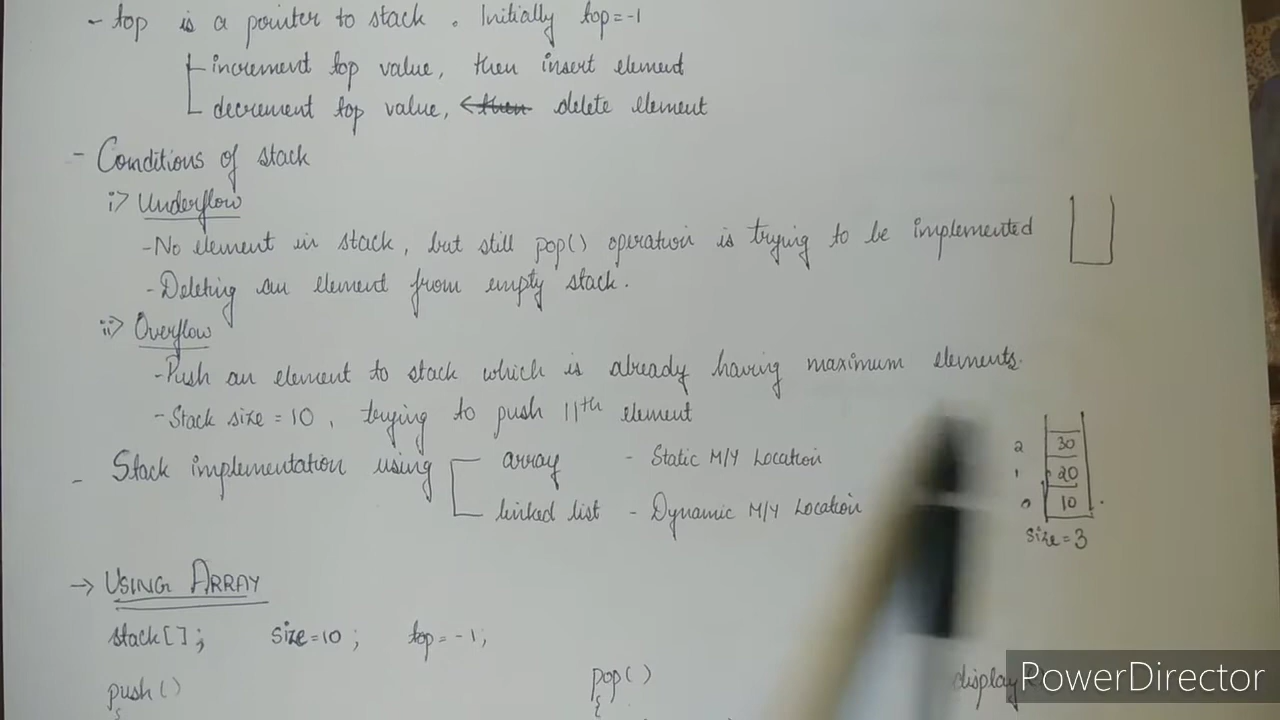 - top is a pointer to stack. Initially top=-1
increment top value, then insert element
decrement top value, then delete element
- Conditions of stack
i> Underflow
- No element in stack, but still pop() operation is trying to be implemented
- Deleting an element from empty stack.
ii> Overflow
- Push an element to stack which is already having maximum elements.
- Stack size = 10, trying to push 11th element
- Stack implementation using
array - Static M/Y Location
linked list - Dynamic M/Y Location
2 30
1 20
0 10
size=3
→ USING ARRAY
stack[]; size=10; top=-1;
push() pop() display
{ {
PowerDirector